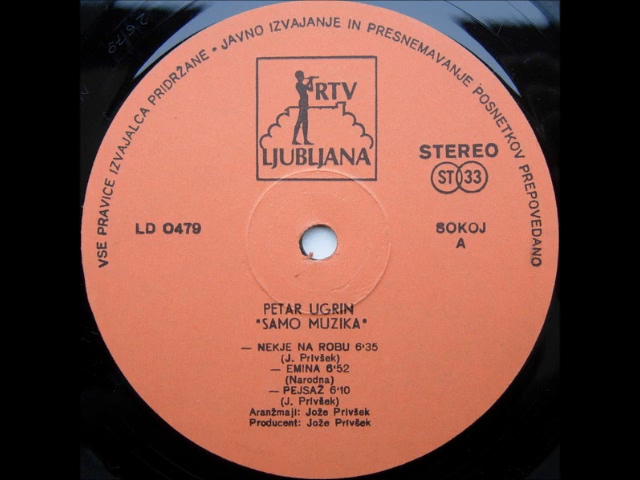 VSE PRAVICE IZVAJALCA PRIDRŽANE • JAVNO IZVAJANJE IN PRESNEMAVANJE POSNETKOV PREPOVEDANO
RTV
LJUBLJANA
STEREO
ST 33
LD 0479
SOKOJ
A
PETAR UGRIN
"SAMO MUZIKA"
— NEKJE NA ROBU 6'35
(J. Privšek)
— EMINA 6'52
(Narodna)
— PEJSAŽ 6'10
(J. Privšek)
Aranžmaji: Jože Privšek
Producent: Jože Privšek